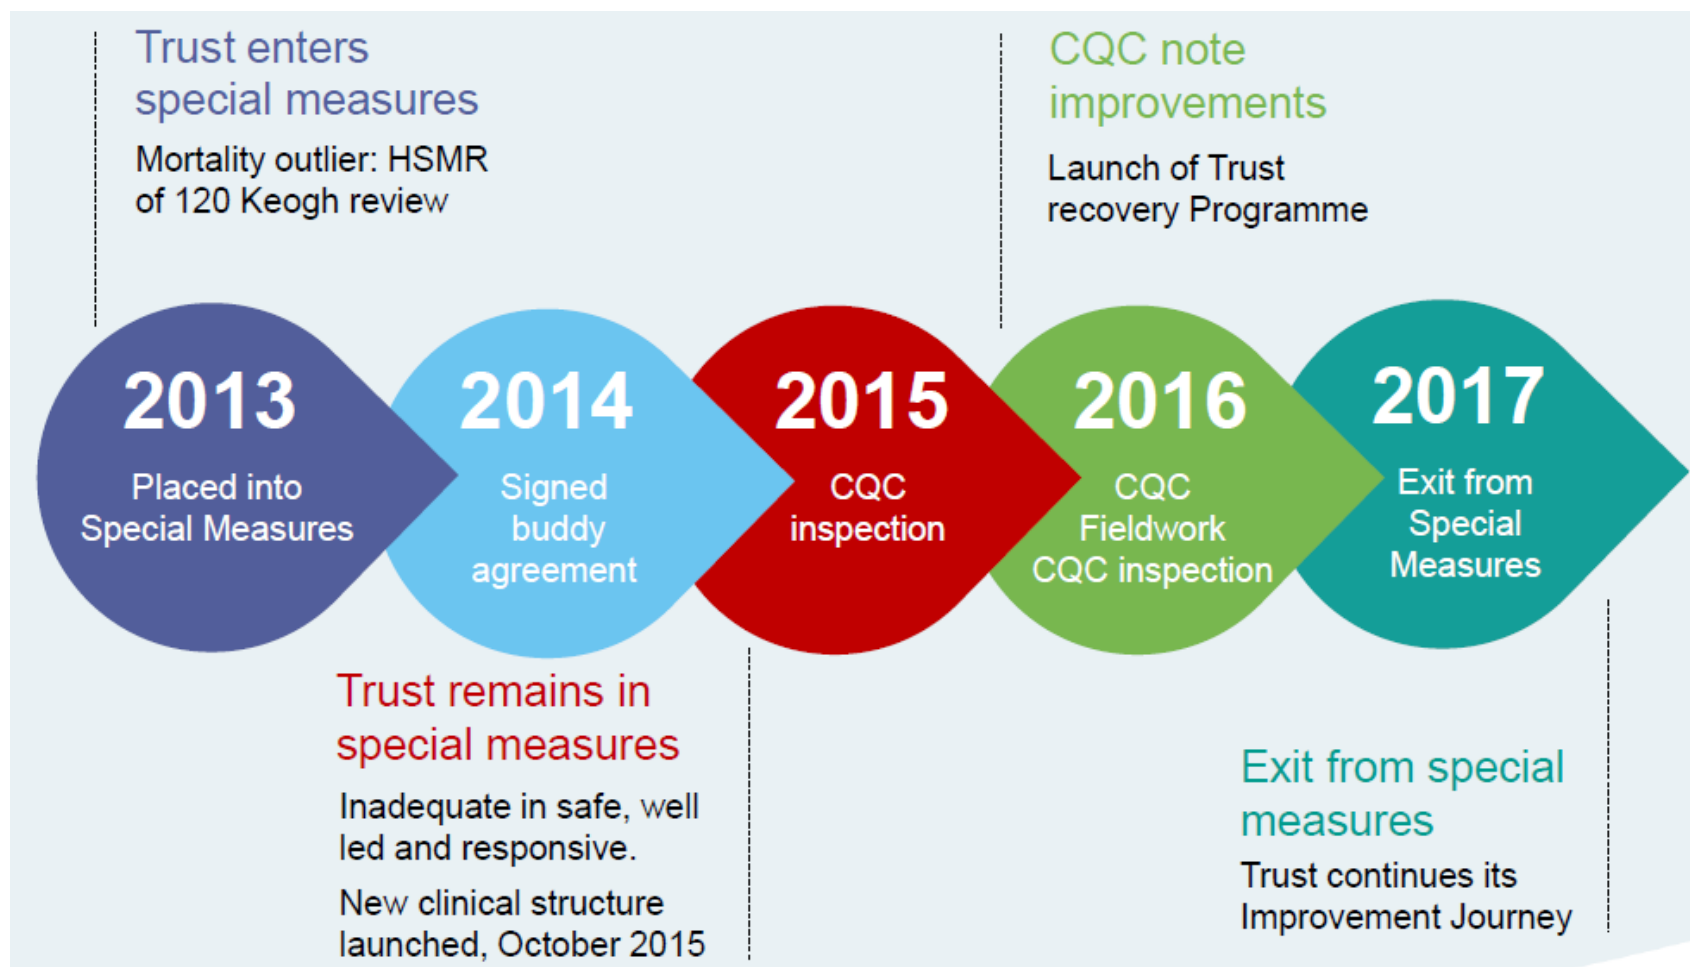 Trust enters
special measures
Mortality outlier: HSMR
of 120 Keogh review
CQC note
improvements
Launch of Trust
recovery Programme
2013
Placed into
Special Measures
2014
Signed
buddy
agreement
2015
CQC
inspection
2016
CQC
Fieldwork
CQC inspection
2017
Exit from
Special
Measures
Trust remains in
special measures
Inadequate in safe, well
led and responsive.
New clinical structure
launched, October 2015
Exit from special
measures
Trust continues its
Improvement Journey